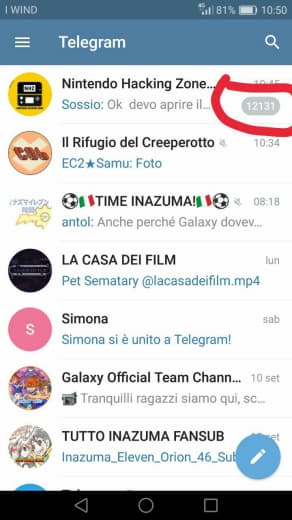 I WIND 4G 81% 10:50
Telegram
Nintendo Hacking Zone... 10:45
Sossio: Ok devo aprire il... 12131
Il Rifugio del Creeperotto 10:34
EC2★Samu: Foto
⚽🇮🇹TIME INAZUMA!🇮🇹⚽ 08:18
antol: Anche perché Galaxy dovev...
LA CASA DEI FILM lun
Pet Sematary @lacasadeifilm.mp4
S
Simona sab
Simona si è unito a Telegram!
Galaxy Official Team Chann... 10 set
📹 Tranquilli ragazzi siamo qui, sc...
TUTTO INAZUMA FANSUB set
Inazuma_Eleven_Orion_46_Sub